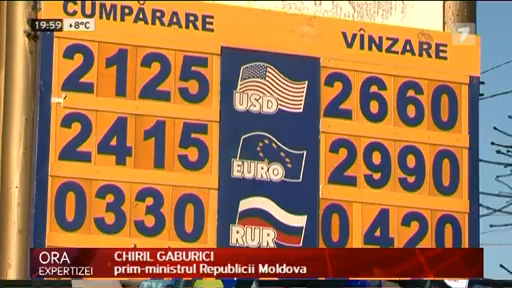 19:59 +8°C
7
CUMPĂRARE VÎNZARE
2125 USD 2660
2415 EURO 2990
0330 RUR 0420
ORA EXPERTIZEI
CHIRIL GABURICI
prim-ministrul Republicii Moldova